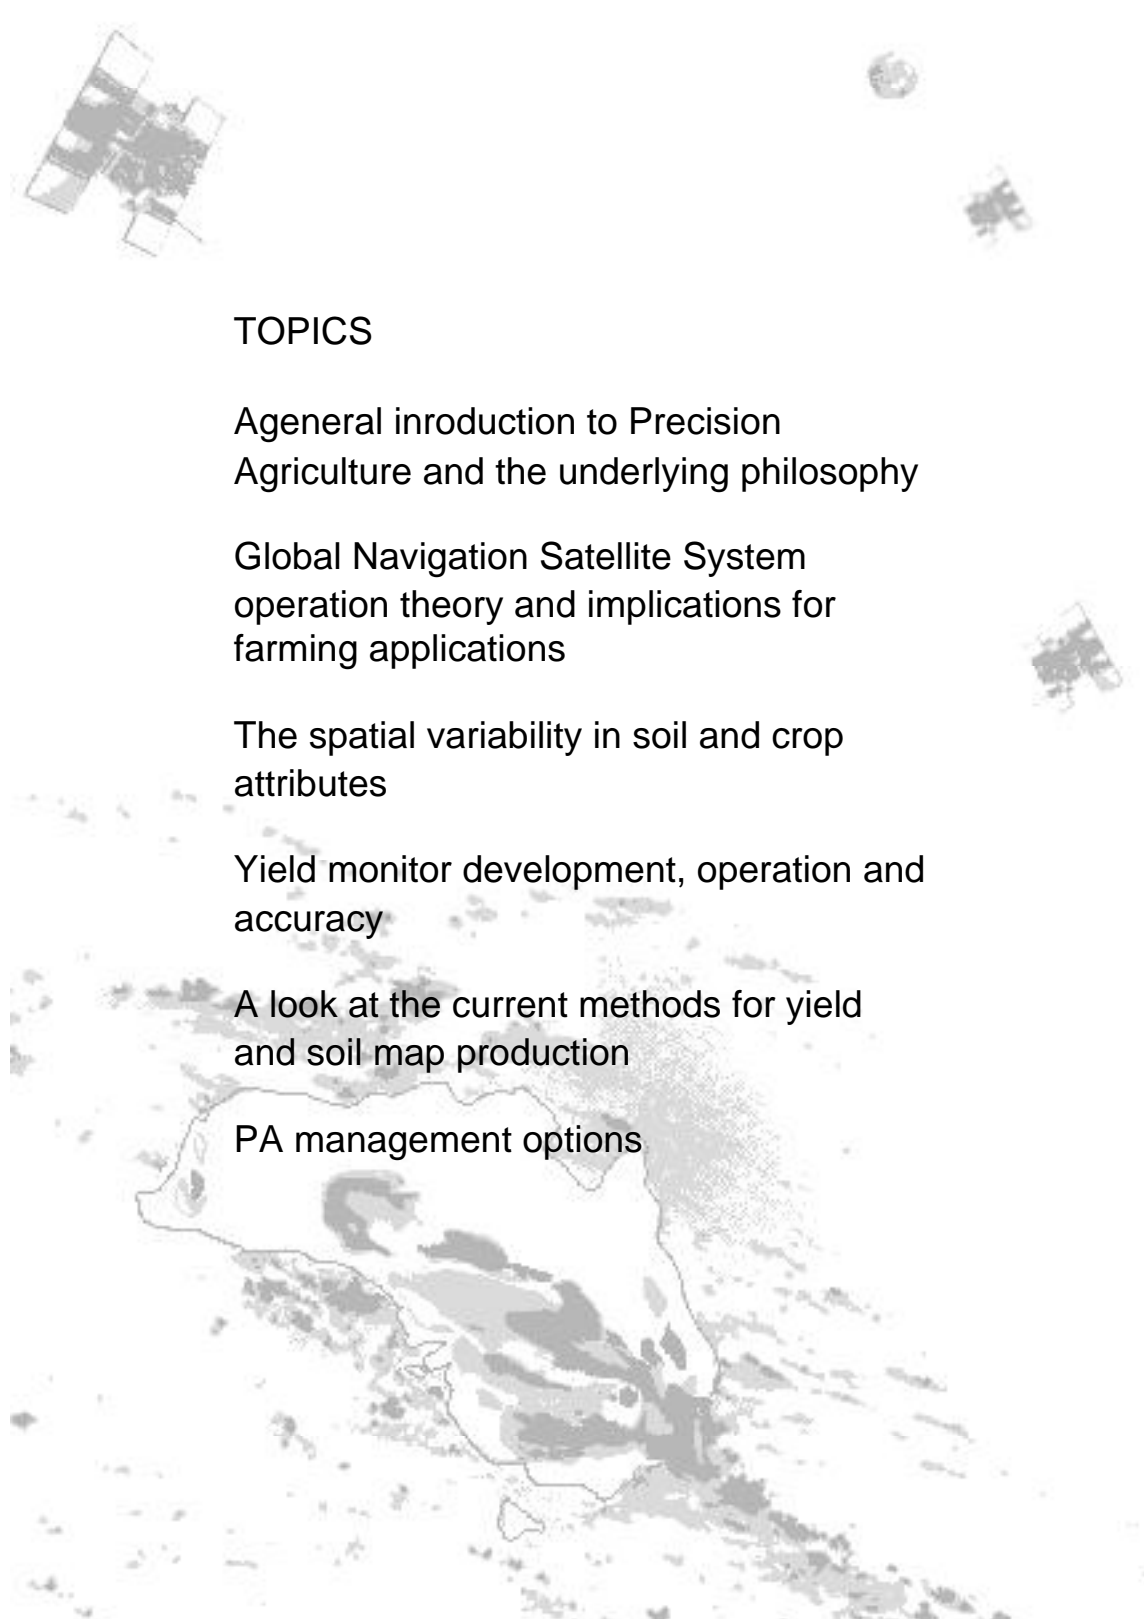 TOPICS
Ageneral inroduction to Precision
Agriculture and the underlying philosophy
Global Navigation Satellite System
operation theory and implications for
farming applications
The spatial variability in soil and crop
attributes
Yield monitor development, operation and
accuracy
A look at the current methods for yield
and soil map production
PA management options